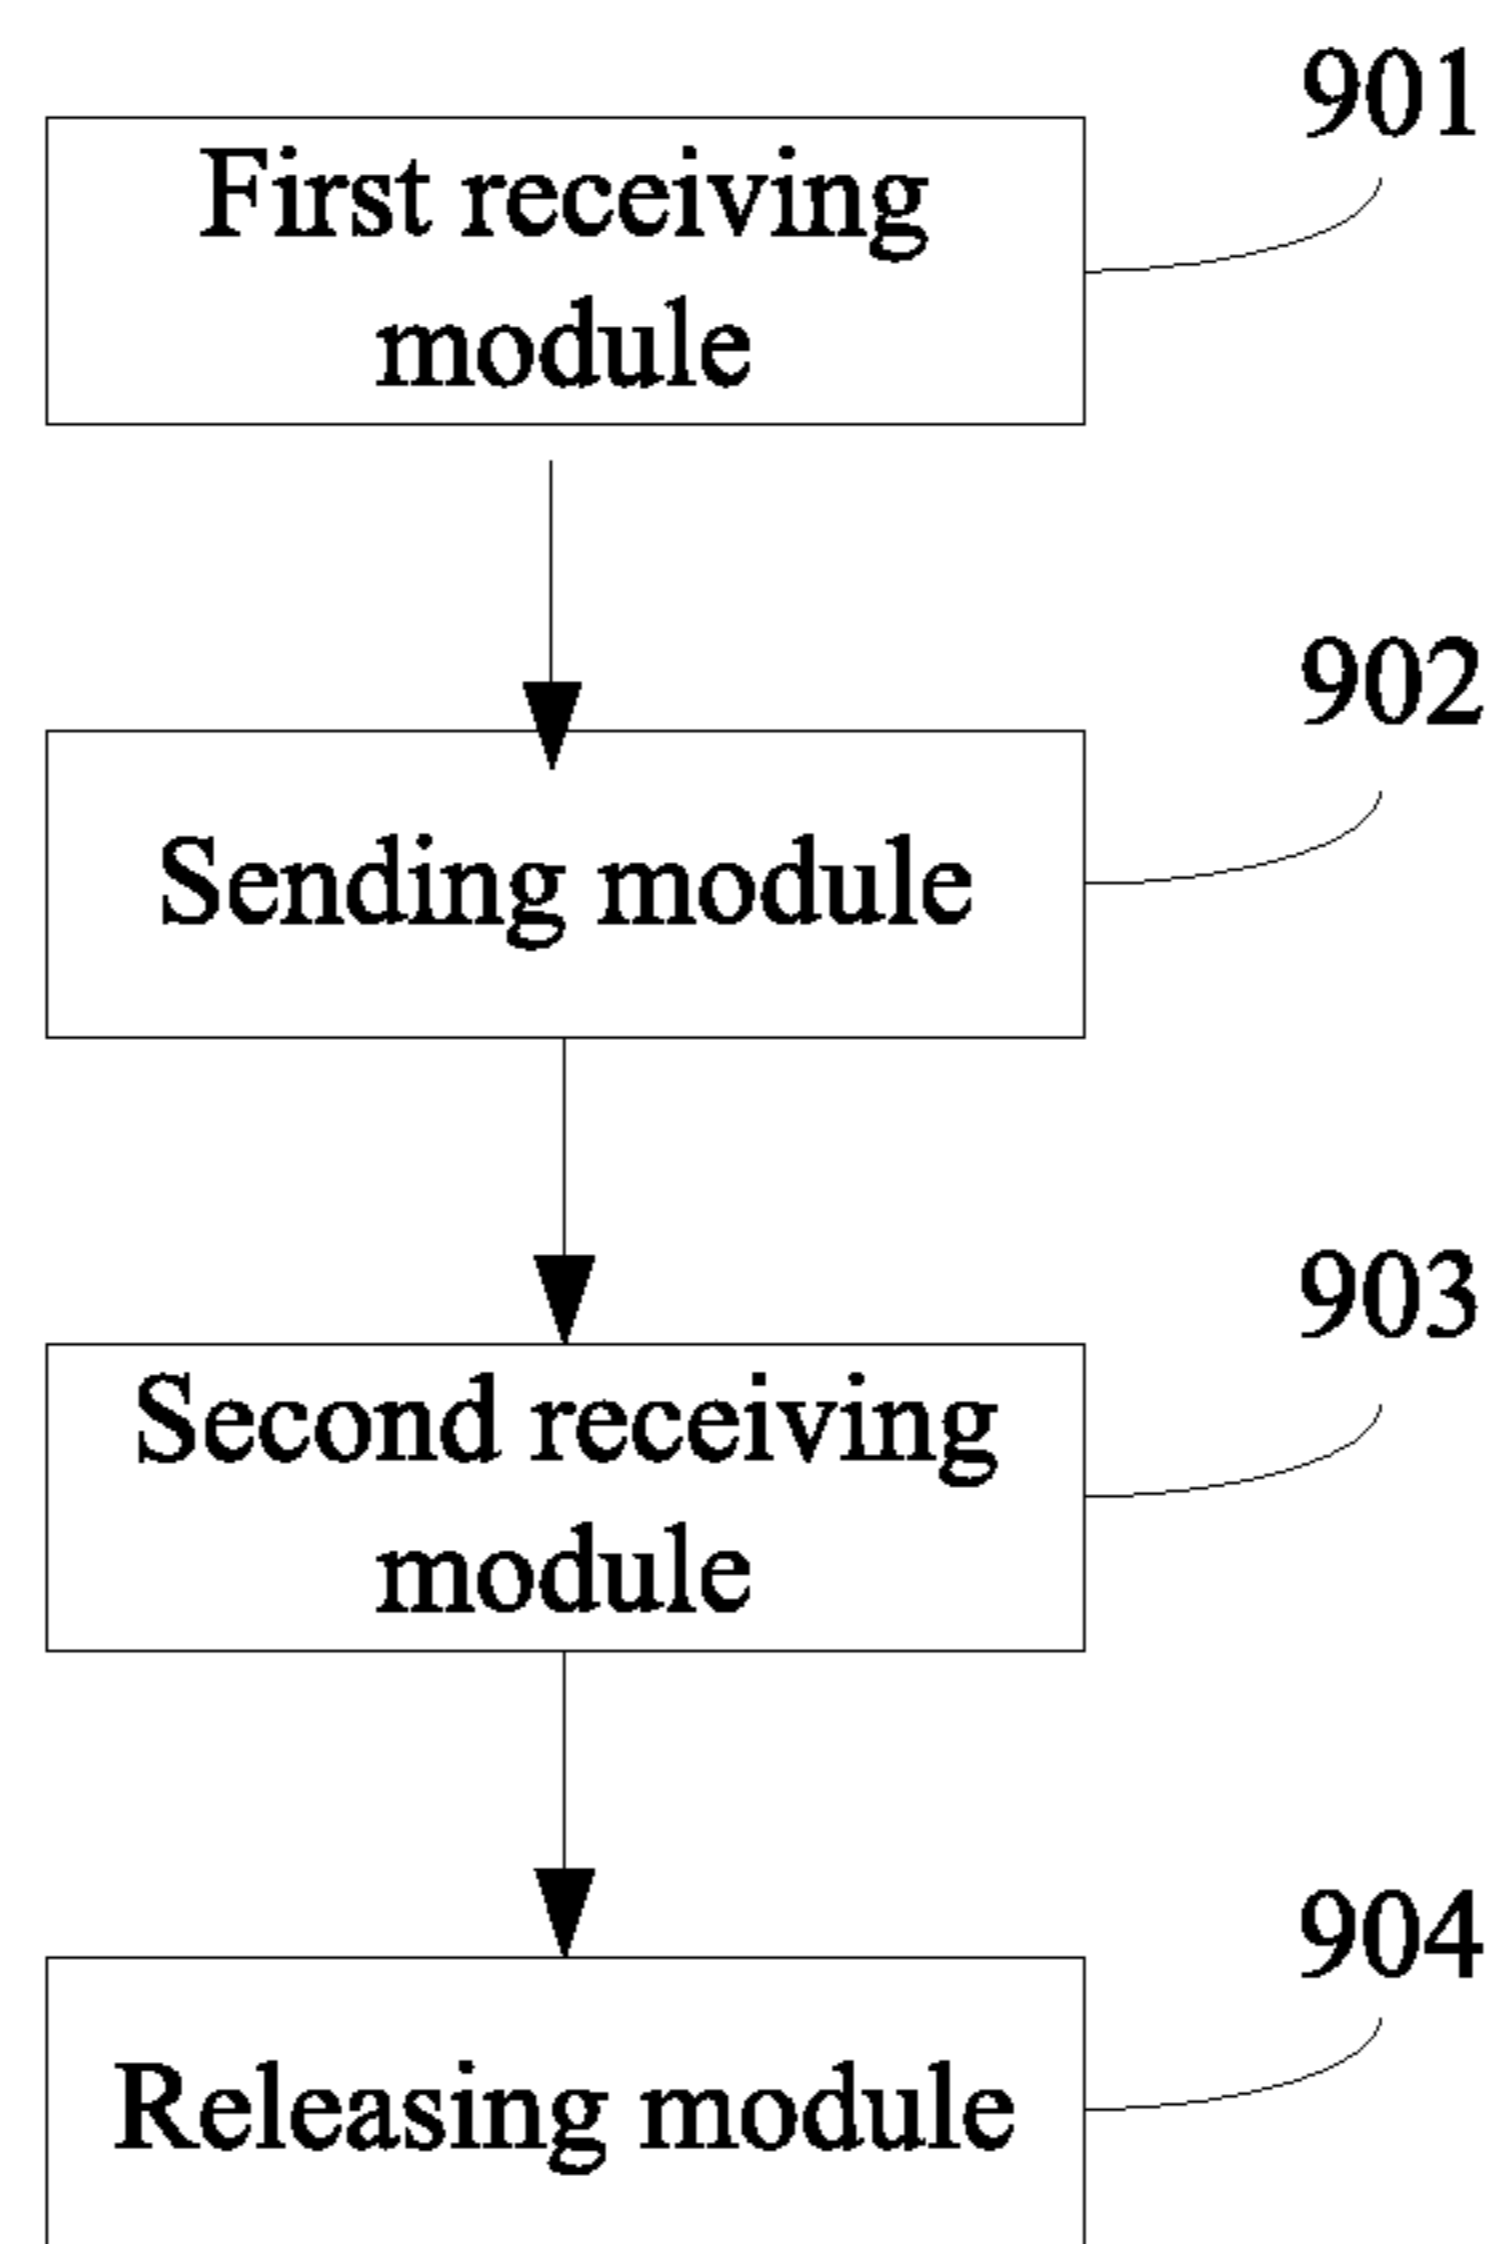 901
First receiving
module
902
Sending module
903
Second receiving
module
904
Releasing module